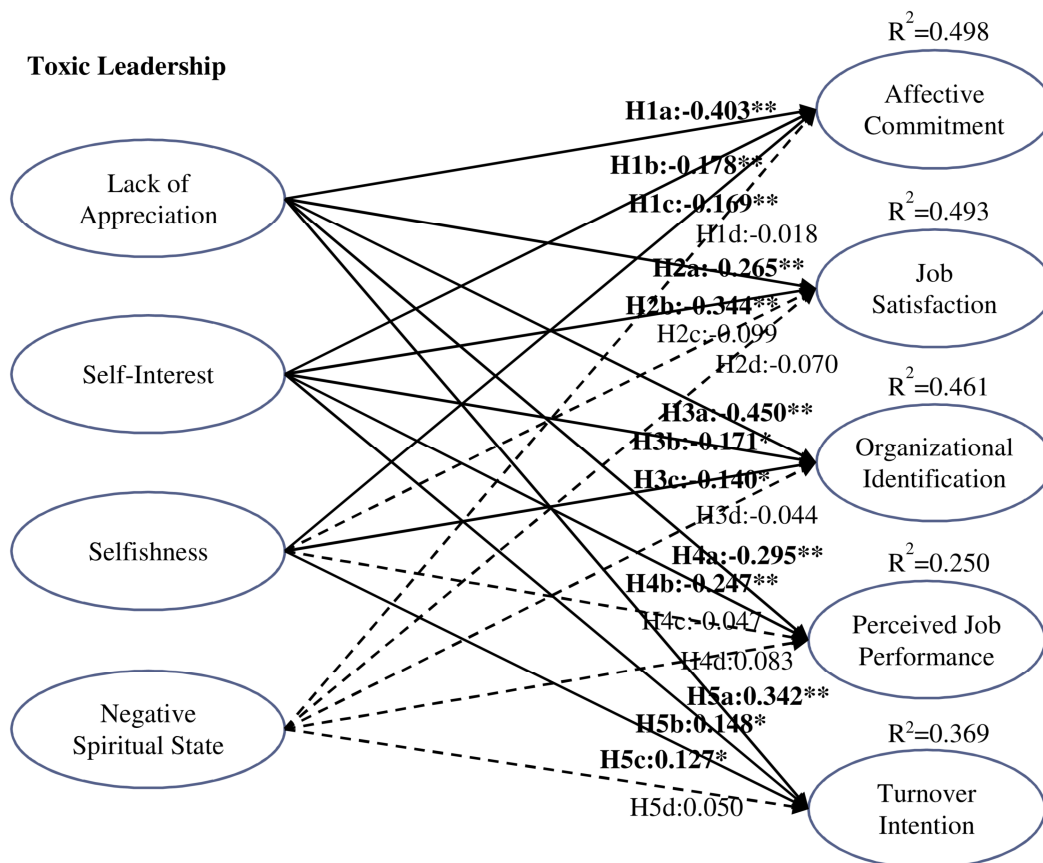 Toxic Leadership
Lack of
Appreciation
Self-Interest
Selfishness
Negative
Spiritual State
H1a:-0.403**
H1b:-0.178**
H1c:-0.169**
H1d:-0.018
H2a:-0.265**
H2b:-0.344**
H2c:-0.099
H2d:-0.070
H3a:-0.450**
H3b:-0.171*
H3c:-0.140*
H3d:-0.044
H4a:-0.295**
H4b:-0.247**
H4c:-0.047
H4d:0.083
H5a:0.342**
H5b:0.148*
H5c:0.127*
H5d:0.050
R²=0.498
Affective
Commitment
R²=0.493
Job
Satisfaction
R²=0.461
Organizational
Identification
R²=0.250
Perceived Job
Performance
R²=0.369
Turnover
Intention